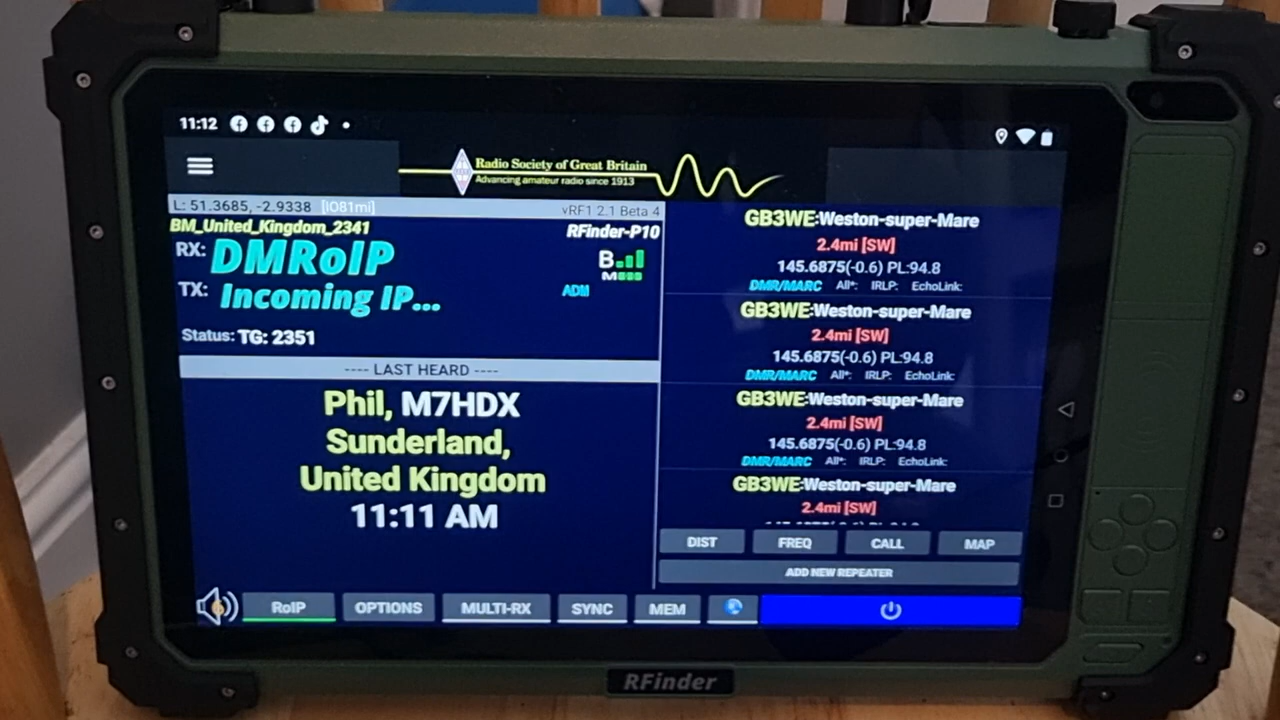 11:12
Radio Society of Great Britain
Advancing amateur radio since 1913
L: 51.3685, -2.9338 [IO81mi] vRF1 2.1 Beta 4
BM_United_Kingdom_2341 RFinder-P10
RX: DMRoIP
B
M
TX: Incoming IP...
ADM
Status: TG: 2351
---- LAST HEARD ----
Phil, M7HDX
Sunderland,
United Kingdom
11:11 AM
GB3WE:Weston-super-Mare
2.4mi [SW]
145.6875(-0.6) PL:94.8
DMR/MARC All*: IRLP: EchoLink:
GB3WE:Weston-super-Mare
2.4mi [SW]
145.6875(-0.6) PL:94.8
DMR/MARC All*: IRLP: EchoLink:
GB3WE:Weston-super-Mare
2.4mi [SW]
145.6875(-0.6) PL:94.8
DMR/MARC All*: IRLP: EchoLink:
GB3WE:Weston-super-Mare
2.4mi [SW]
DIST FREQ CALL MAP
ADD NEW REPEATER
RoIP OPTIONS MULTI-RX SYNC MEM
RFinder